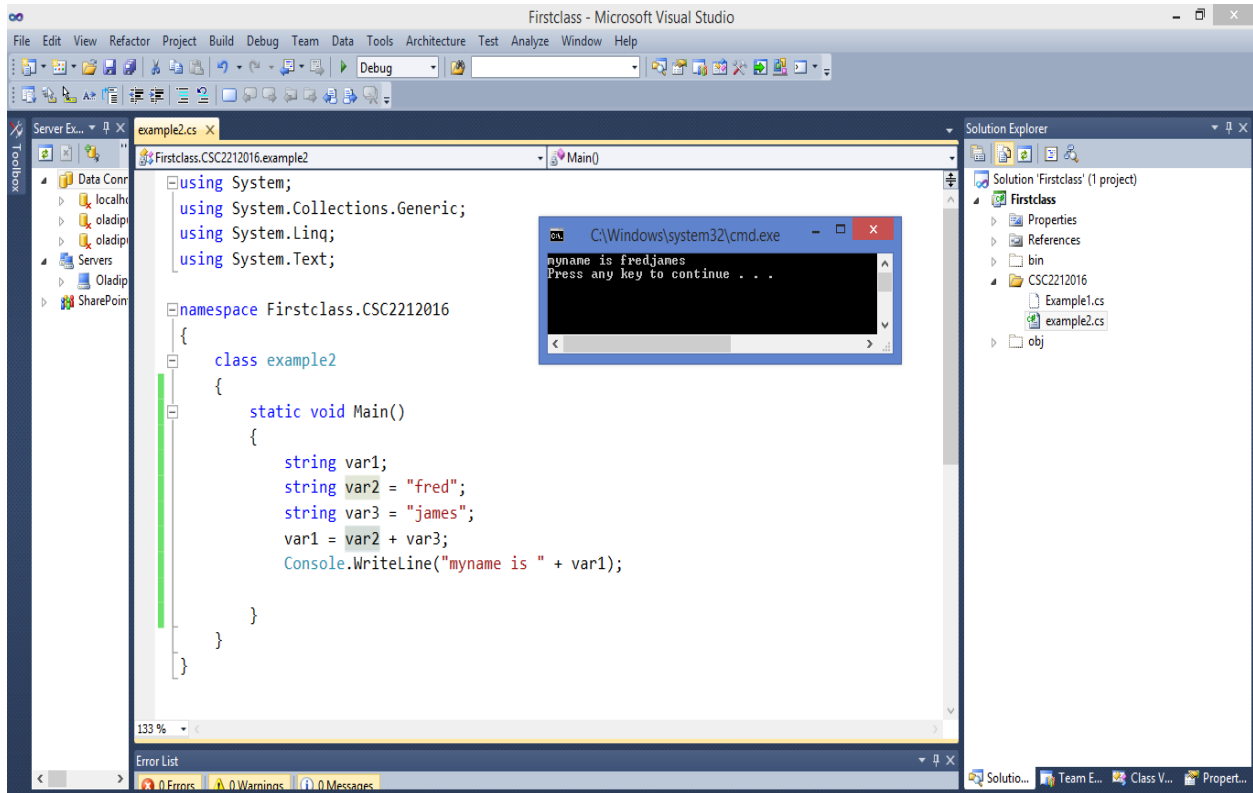 Firstclass - Microsoft Visual Studio
File Edit View Refactor Project Build Debug Team Data Tools Architecture Test Analyze Window Help
Debug
Server Ex...
Toolbox
Data Conr
localho
oladip
oladip
Servers
Oladip
SharePoin
example2.cs
Firstclass.CSC2212016.example2
Main()
using System;
using System.Collections.Generic;
using System.Linq;
using System.Text;
namespace Firstclass.CSC2212016
{
class example2
{
static void Main()
{
string var1;
string var2 = "fred";
string var3 = "james";
var1 = var2 + var3;
Console.WriteLine("myname is " + var1);
}
}
}
133 %
Error List
0 Errors
0 Warnings
0 Messages
C:\Windows\system32\cmd.exe
myname is fredjames
Press any key to continue . . .
Solution Explorer
Solution 'Firstclass' (1 project)
Firstclass
Properties
References
bin
CSC2212016
Example1.cs
example2.cs
obj
Solutio...
Team E...
Class V...
Propert...